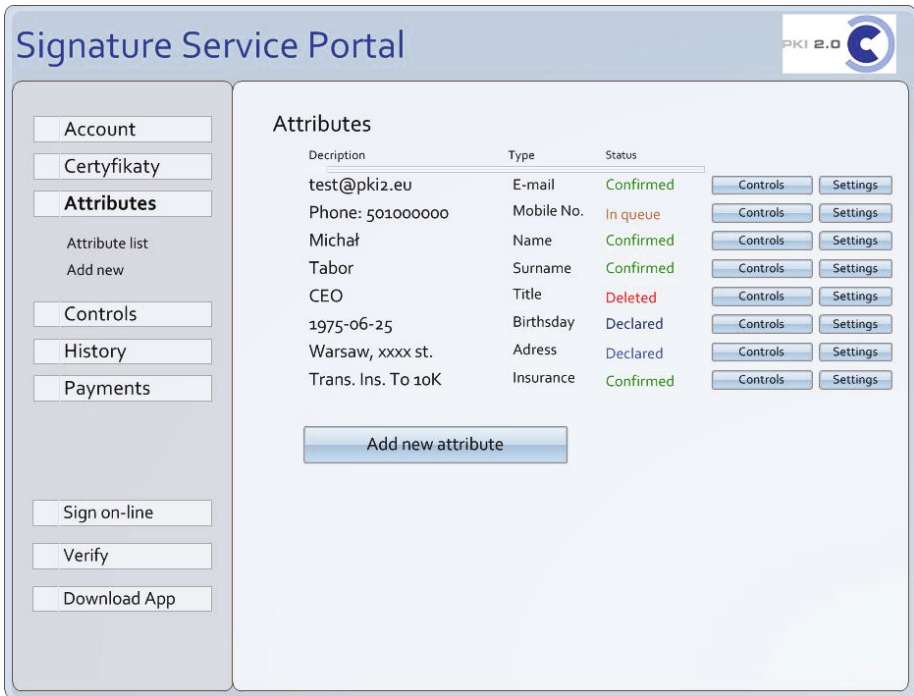 Signature Service Portal
PKI 2.0
Account
Certyfikaty
Attributes
Attribute list
Add new
Controls
History
Payments
Sign on-line
Verify
Download App
Attributes
Decription Type Status
test@pki2.eu E-mail Confirmed Controls Settings
Phone: 501000000 Mobile No. In queue Controls Settings
Michał Name Confirmed Controls Settings
Tabor Surname Confirmed Controls Settings
CEO Title Deleted Controls Settings
1975-06-25 Birthsday Declared Controls Settings
Warsaw, xxxx st. Adress Declared Controls Settings
Trans. Ins. To 10K Insurance Confirmed Controls Settings
Add new attribute